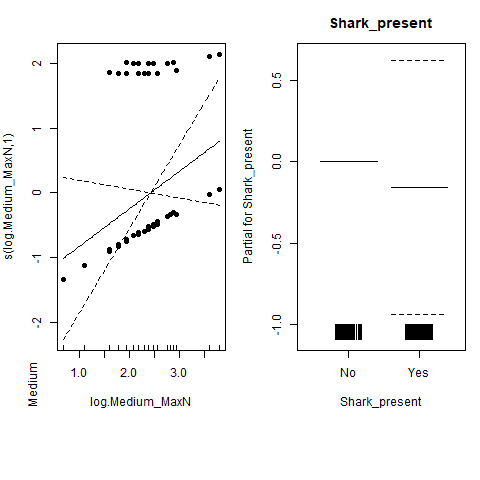 Shark_present
s(log.Medium_MaxN,1)
2
1
0
-1
-2
1.0 2.0 3.0
log.Medium_MaxN
Medium
Partial for Shark_present
0.5
0.0
-0.5
-1.0
No Yes
Shark_present